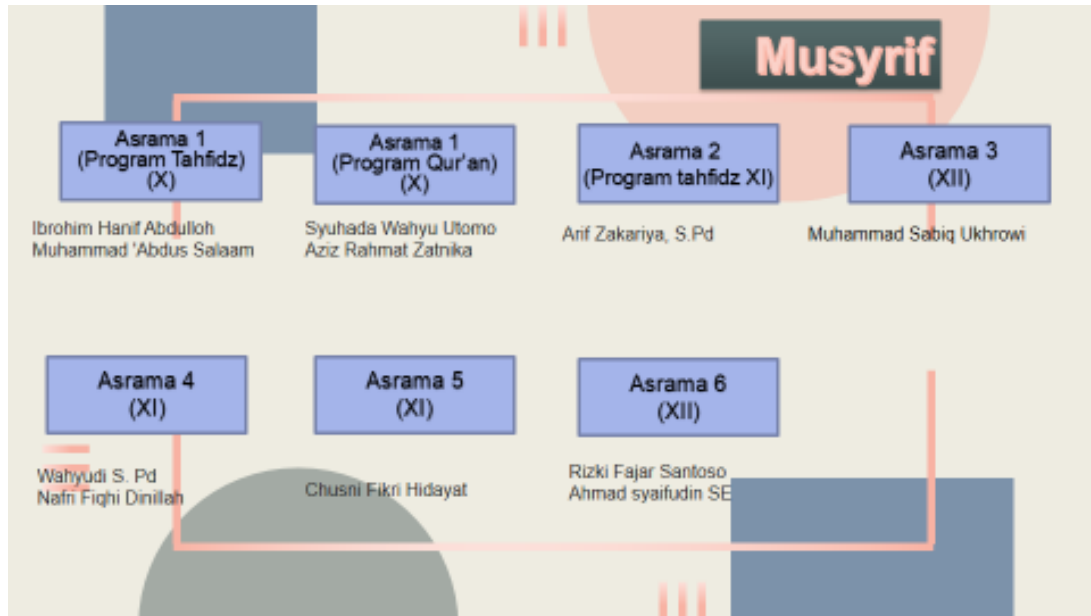 Musyrif
Asrama 1
(Program Tahfidz)
(X)
Ibrohim Hanif Abdulloh
Muhammad 'Abdus Salaam
Asrama 1
(Program Qur'an)
(X)
Syuhada Wahyu Utomo
Aziz Rahmat Zatnika
Asrama 2
(Program tahfidz XI)
Arif Zakariya, S.Pd
Asrama 3
(XII)
Muhammad Sabiq Ukhrowi
Asrama 4
(XI)
Wahyudi S. Pd
Nafri Fiqhi Dinillah
Asrama 5
(XI)
Chusni Fikri Hidayat
Asrama 6
(XII)
Rizki Fajar Santoso
Ahmad syaifudin SE